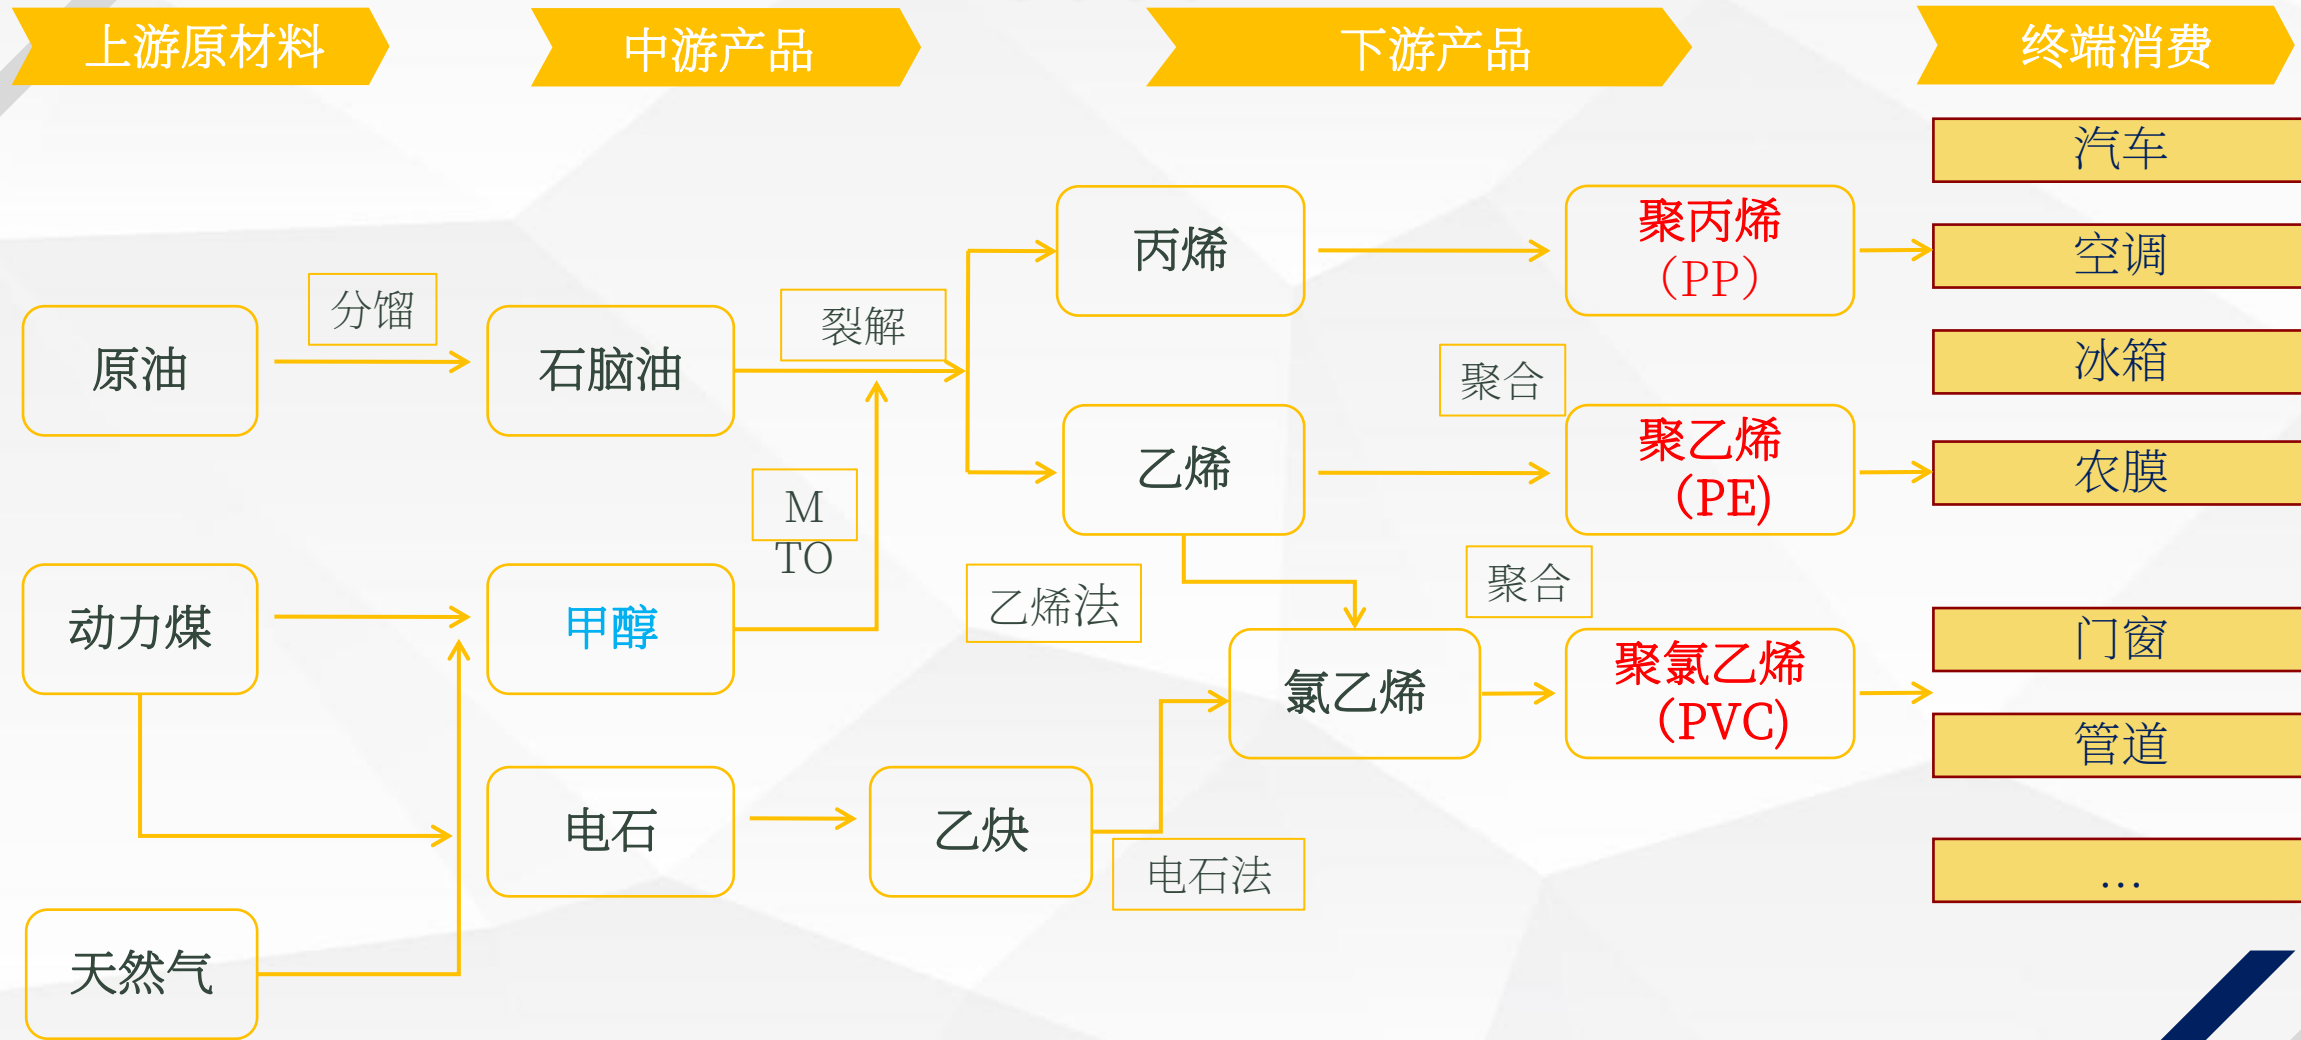 上游原材料
中游产品
下游产品
终端消费
汽车
丙烯
聚丙烯
（PP）
空调
分馏
裂解
原油
石脑油
冰箱
聚合
乙烯
聚乙烯
（PE)
农膜
M
TO
乙烯法
聚合
动力煤
甲醇
门窗
氯乙烯
聚氯乙烯
（PVC)
管道
电石
乙炔
电石法
…
天然气